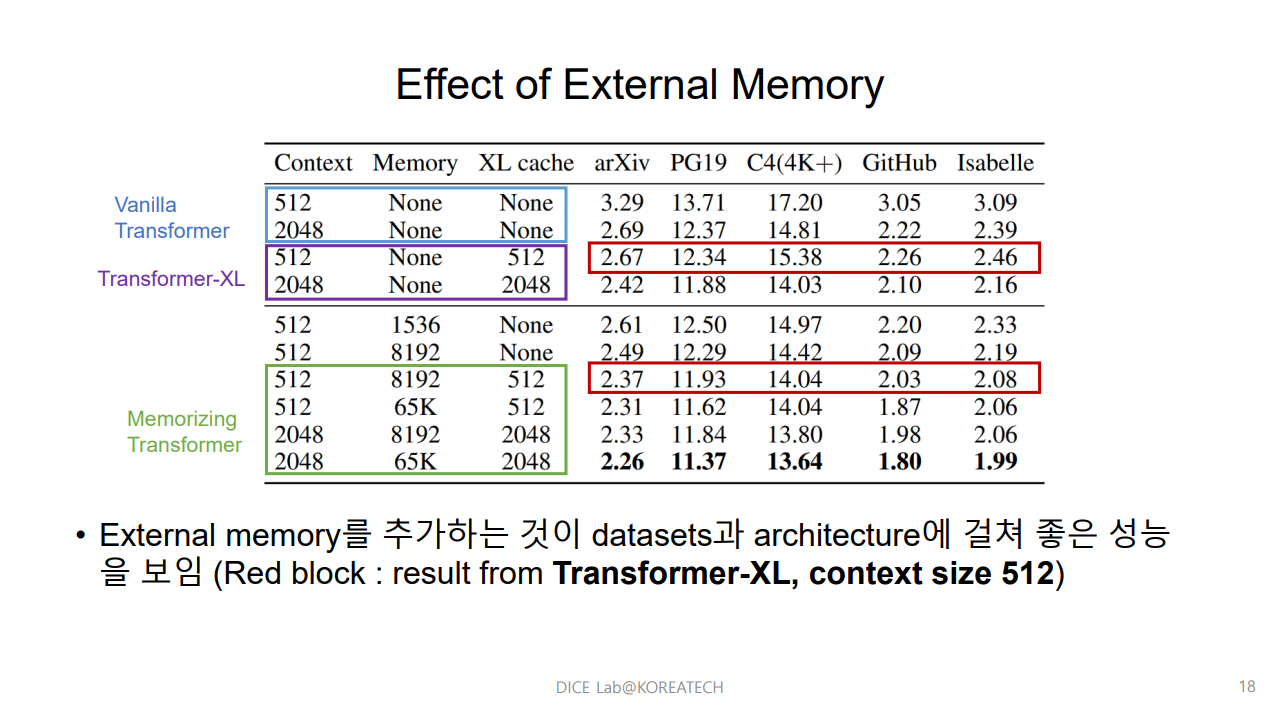 Effect of External Memory
Context Memory XL cache arXiv PG19 C4(4K+) GitHub Isabelle
Vanilla
Transformer
512 None None 3.29 13.71 17.20 3.05 3.09
2048 None None 2.69 12.37 14.81 2.22 2.39
Transformer-XL
512 None 512 2.67 12.34 15.38 2.26 2.46
2048 None 2048 2.42 11.88 14.03 2.10 2.16
512 1536 None 2.61 12.50 14.97 2.20 2.33
512 8192 None 2.49 12.29 14.42 2.09 2.19
Memorizing
Transformer
512 8192 512 2.37 11.93 14.04 2.03 2.08
512 65K 512 2.31 11.62 14.04 1.87 2.06
2048 8192 2048 2.33 11.84 13.80 1.98 2.06
2048 65K 2048 2.26 11.37 13.64 1.80 1.99
• External memory를 추가하는 것이 datasets과 architecture에 걸쳐 좋은 성능
을 보임 (Red block : result from Transformer-XL, context size 512)
DICE Lab@KOREATECH
18